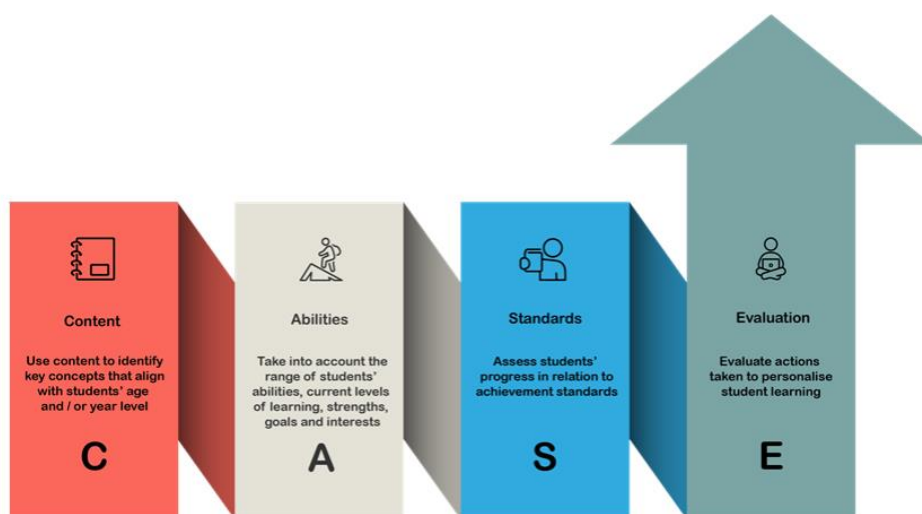 Content
Use content to identify
key concepts that align
with students' age
and / or year level
C
Abilities
Take into account the
range of students'
abilities, current levels
of learning, strengths,
goals and interests
A
Standards
Assess students'
progress in relation to
achievement standards
S
Evaluation
Evaluate actions
taken to personalise
student learning
E